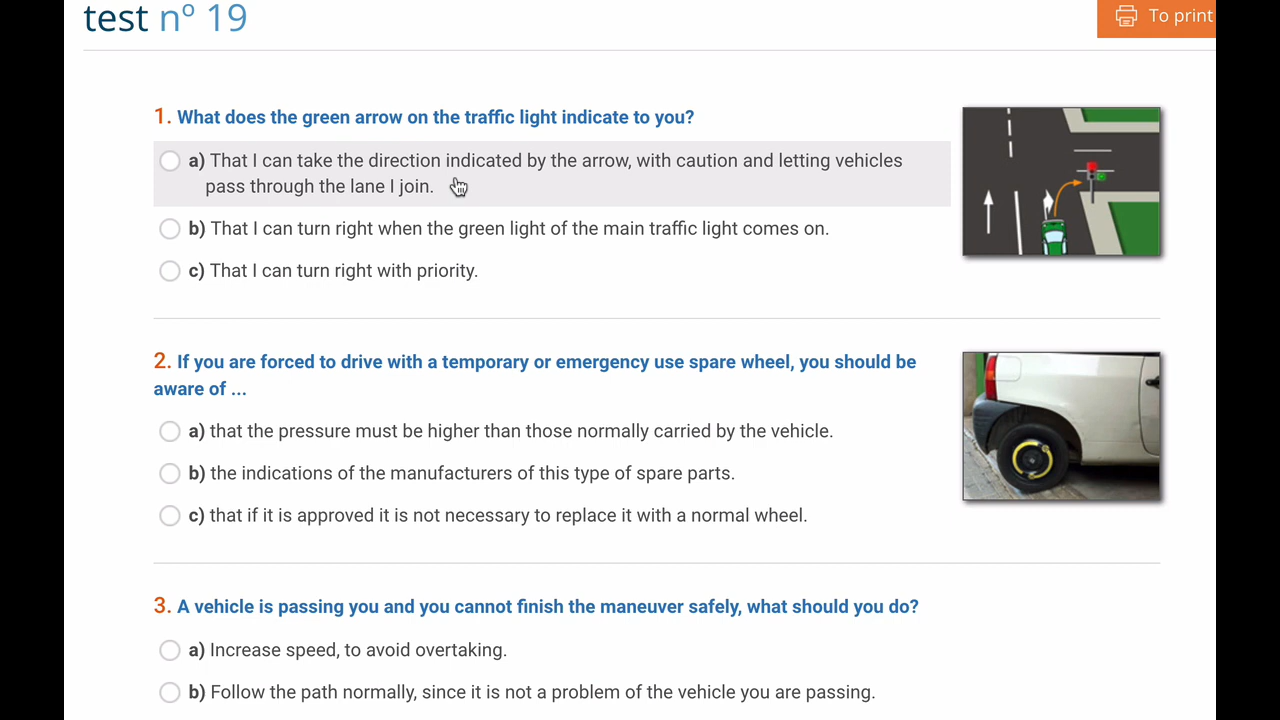 test nº 19
To print
1. What does the green arrow on the traffic light indicate to you?
a) That I can take the direction indicated by the arrow, with caution and letting vehicles
pass through the lane I join.
b) That I can turn right when the green light of the main traffic light comes on.
c) That I can turn right with priority.
2. If you are forced to drive with a temporary or emergency use spare wheel, you should be
aware of ...
a) that the pressure must be higher than those normally carried by the vehicle.
b) the indications of the manufacturers of this type of spare parts.
c) that if it is approved it is not necessary to replace it with a normal wheel.
3. A vehicle is passing you and you cannot finish the maneuver safely, what should you do?
a) Increase speed, to avoid overtaking.
b) Follow the path normally, since it is not a problem of the vehicle you are passing.